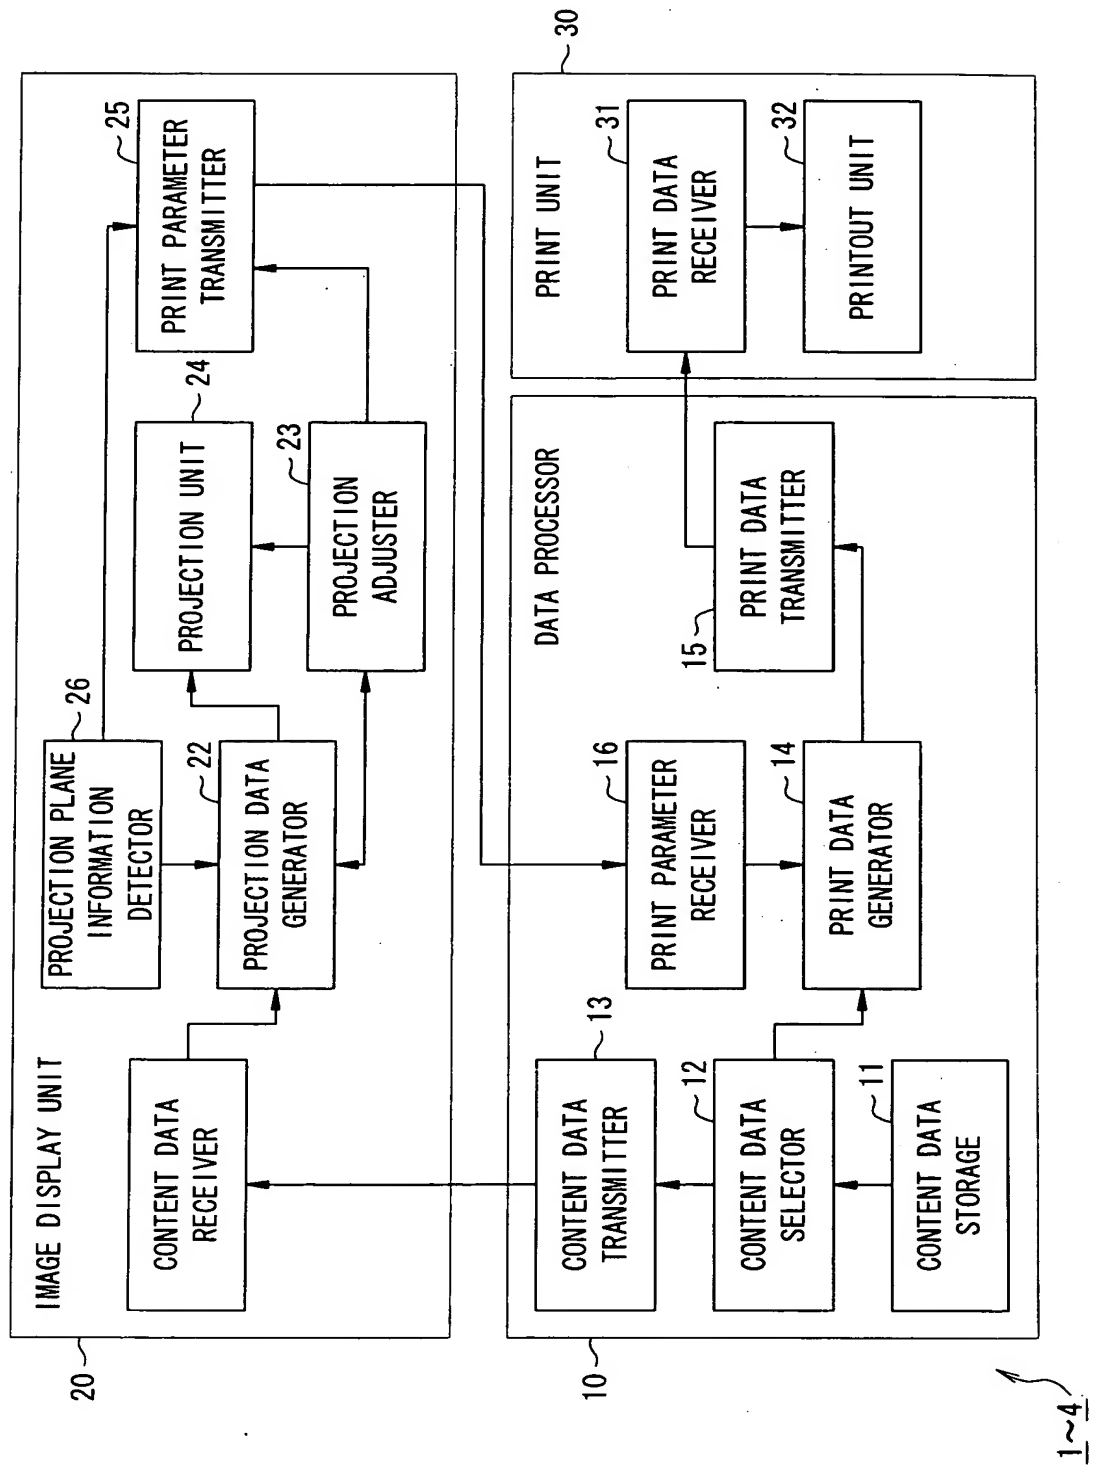 IMAGE DISPLAY UNIT
20
PROJECTION PLANE
INFORMATION
DETECTOR
26
CONTENT DATA
RECEIVER
PROJECTION DATA
GENERATOR
22
PROJECTION UNIT
24
PROJECTION
ADJUSTER
23
PRINT PARAMETER
TRANSMITTER
25
DATA PROCESSOR
10
CONTENT DATA
TRANSMITTER
13
CONTENT DATA
SELECTOR
12
CONTENT DATA
STORAGE
11
PRINT PARAMETER
RECEIVER
16
PRINT DATA
GENERATOR
14
PRINT DATA
TRANSMITTER
15
PRINT UNIT
30
PRINT DATA
RECEIVER
31
PRINTOUT UNIT
32
1~4